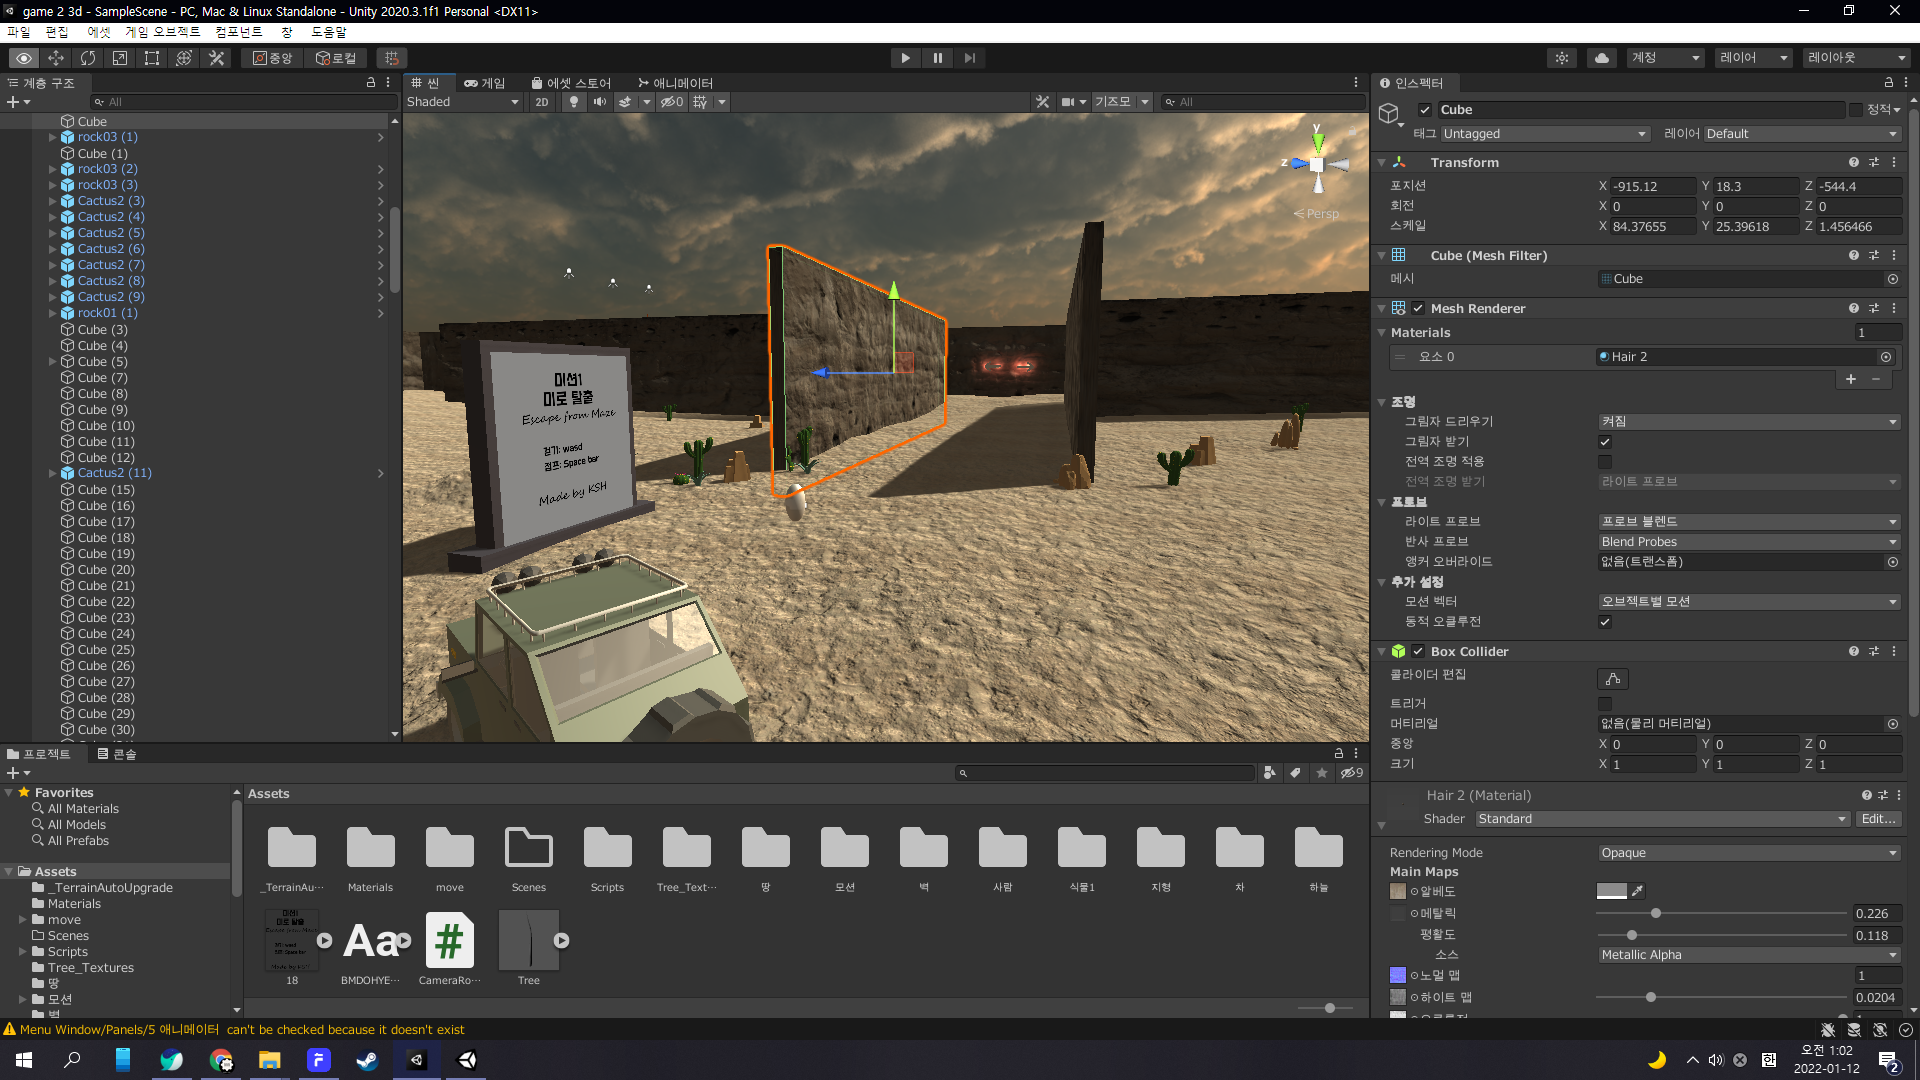 game 2 3d - SampleScene - PC, Mac & Linux Standalone - Unity 2020.3.1f1 Personal <DX11>
파일 편집 에셋 게임 오브젝트 컴포넌트 창 도움말
중앙 로컬 계정 레이어 레이아웃
계층 구조
All
Cube
rock03 (1)
Cube (1)
rock03 (2)
rock03 (3)
Cactus2 (3)
Cactus2 (4)
Cactus2 (5)
Cactus2 (6)
Cactus2 (7)
Cactus2 (8)
Cactus2 (9)
rock01 (1)
Cube (3)
Cube (4)
Cube (5)
Cube (7)
Cube (8)
Cube (9)
Cube (10)
Cube (11)
Cube (12)
Cactus2 (11)
Cube (15)
Cube (16)
Cube (17)
Cube (18)
Cube (19)
Cube (20)
Cube (21)
Cube (22)
Cube (23)
Cube (24)
Cube (25)
Cube (26)
Cube (27)
Cube (28)
Cube (29)
Cube (30)
씬 게임 에셋 스토어 애니메이터
Shaded 2D 0 기즈모 All
y
z
Persp
미션1
미로 탈출
Escape from Maze
걷기: wasd
점프: Space bar
Made by KSH
인스펙터
Cube 정적
태그 Untagged 레이어 Default
Transform
포지션 X -915.12 Y 18.3 Z -544.4
회전 X 0 Y 0 Z 0
스케일 X 84.37655 Y 25.39618 Z 1.456466
Cube (Mesh Filter)
메시 Cube
Mesh Renderer
Materials 1
요소 0 Hair 2
조명
그림자 드리우기 켜짐
그림자 받기
전역 조명 적용
전역 조명 받기 라이트 프로브
프로브
라이트 프로브 프로브 블렌드
반사 프로브 Blend Probes
앵커 오버라이드 없음(트랜스폼)
추가 설정
모션 벡터 오브젝트별 모션
동적 오클루전
Box Collider
콜라이더 편집
트리거
머티리얼 없음(물리 머티리얼)
중앙 X 0 Y 0 Z 0
크기 X 1 Y 1 Z 1
Hair 2 (Material)
Shader Standard Edit...
Rendering Mode Opaque
Main Maps
알베도
메탈릭 0.226
평활도 0.118
소스 Metallic Alpha
노멀 맵 1
하이트 맵 0.0204
프로젝트 콘솔
9
Favorites
All Materials
All Models
All Prefabs
Assets
_TerrainAutoUpgrade
Materials
move
Scenes
Scripts
Tree_Textures
땅
모션
벽
Assets
_TerrainAu... Materials move Scenes Scripts Tree_Text... 땅 모션 벽 사람 식물1 지형 차 하늘
18 BMDOHYE... CameraRo... Tree
Menu Window/Panels/5 애니메이터 can't be checked because it doesn't exist
한
오전 1:02
2022-01-12
2